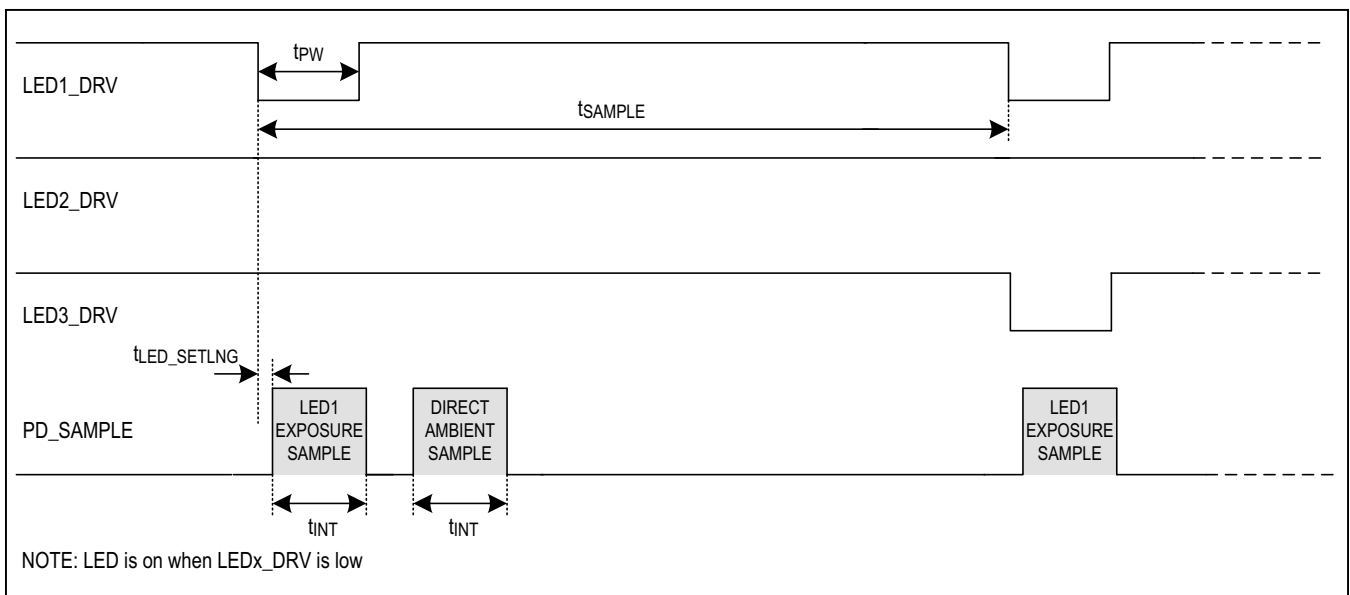 tPW
LED1_DRV
tSAMPLE
LED2_DRV
LED3_DRV
tLED_SETLNG
PD_SAMPLE
LED1
EXPOSURE
SAMPLE
DIRECT
AMBIENT
SAMPLE
LED1
EXPOSURE
SAMPLE
tINT
tINT
NOTE: LED is on when LEDx_DRV is low